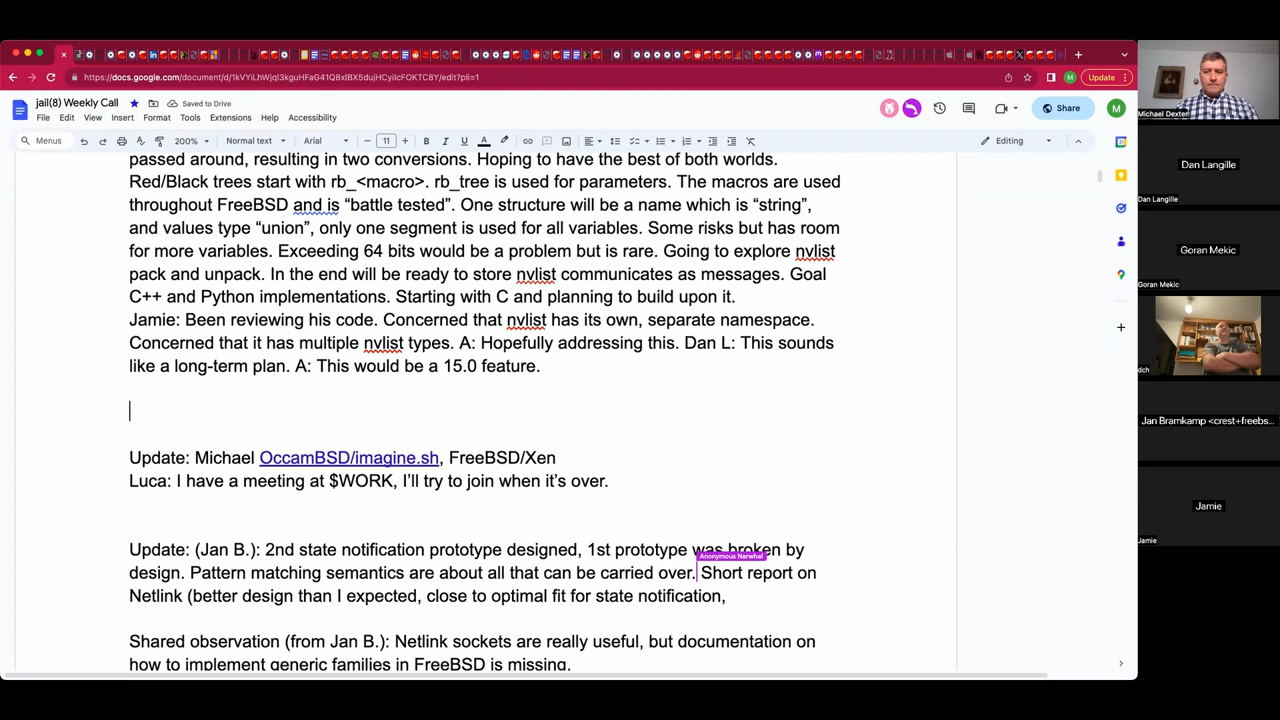 https://docs.google.com/document/d/1kVYiLhWjql3kguHFaG41Q8xlBX5dujHCyilcFOKTC8Y/edit?pli=1
M
Update
jail(8) Weekly Call
Saved to Drive
File Edit View Insert Format Tools Extensions Help Accessibility
Share
M
Menus
200%
Normal text
Arial
11
B I U A
Editing
passed around, resulting in two conversions. Hoping to have the best of both worlds.
Red/Black trees start with rb_<macro>. rb_tree is used for parameters. The macros are used
throughout FreeBSD and is “battle tested”. One structure will be a name which is “string”,
and values type “union”, only one segment is used for all variables. Some risks but has room
for more variables. Exceeding 64 bits would be a problem but is rare. Going to explore nvlist
pack and unpack. In the end will be ready to store nvlist communicates as messages. Goal
C++ and Python implementations. Starting with C and planning to build upon it.
Jamie: Been reviewing his code. Concerned that nvlist has its own, separate namespace.
Concerned that it has multiple nvlist types. A: Hopefully addressing this. Dan L: This sounds
like a long-term plan. A: This would be a 15.0 feature.
Update: Michael OccamBSD/imagine.sh, FreeBSD/Xen
Luca: I have a meeting at $WORK, I’ll try to join when it’s over.
Update: (Jan B.): 2nd state notification prototype designed, 1st prototype was broken by
Anonymous Narwhal
design. Pattern matching semantics are about all that can be carried over. Short report on
Netlink (better design than I expected, close to optimal fit for state notification,
Shared observation (from Jan B.): Netlink sockets are really useful, but documentation on
how to implement generic families in FreeBSD is missing.
Michael Dexter
Dan Langille
Dan Langille
Goran Mekic
Goran Mekic
dch
Jan Bramkamp <crest+freebs...
Jamie
Jamie